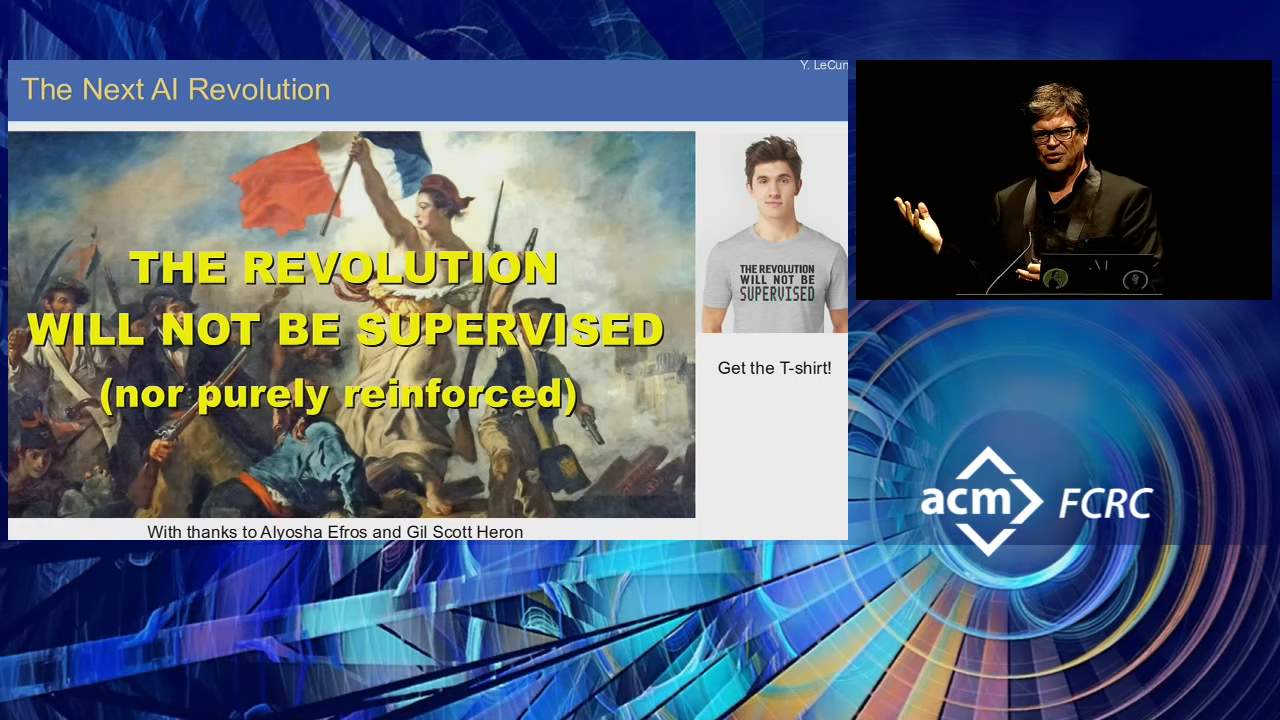 Y. LeCun
The Next AI Revolution
THE REVOLUTION
WILL NOT BE SUPERVISED
(nor purely reinforced)
THE REVOLUTION
WILL NOT BE
SUPERVISED
Get the T-shirt!
With thanks to Alyosha Efros and Gil Scott Heron
acm FCRC